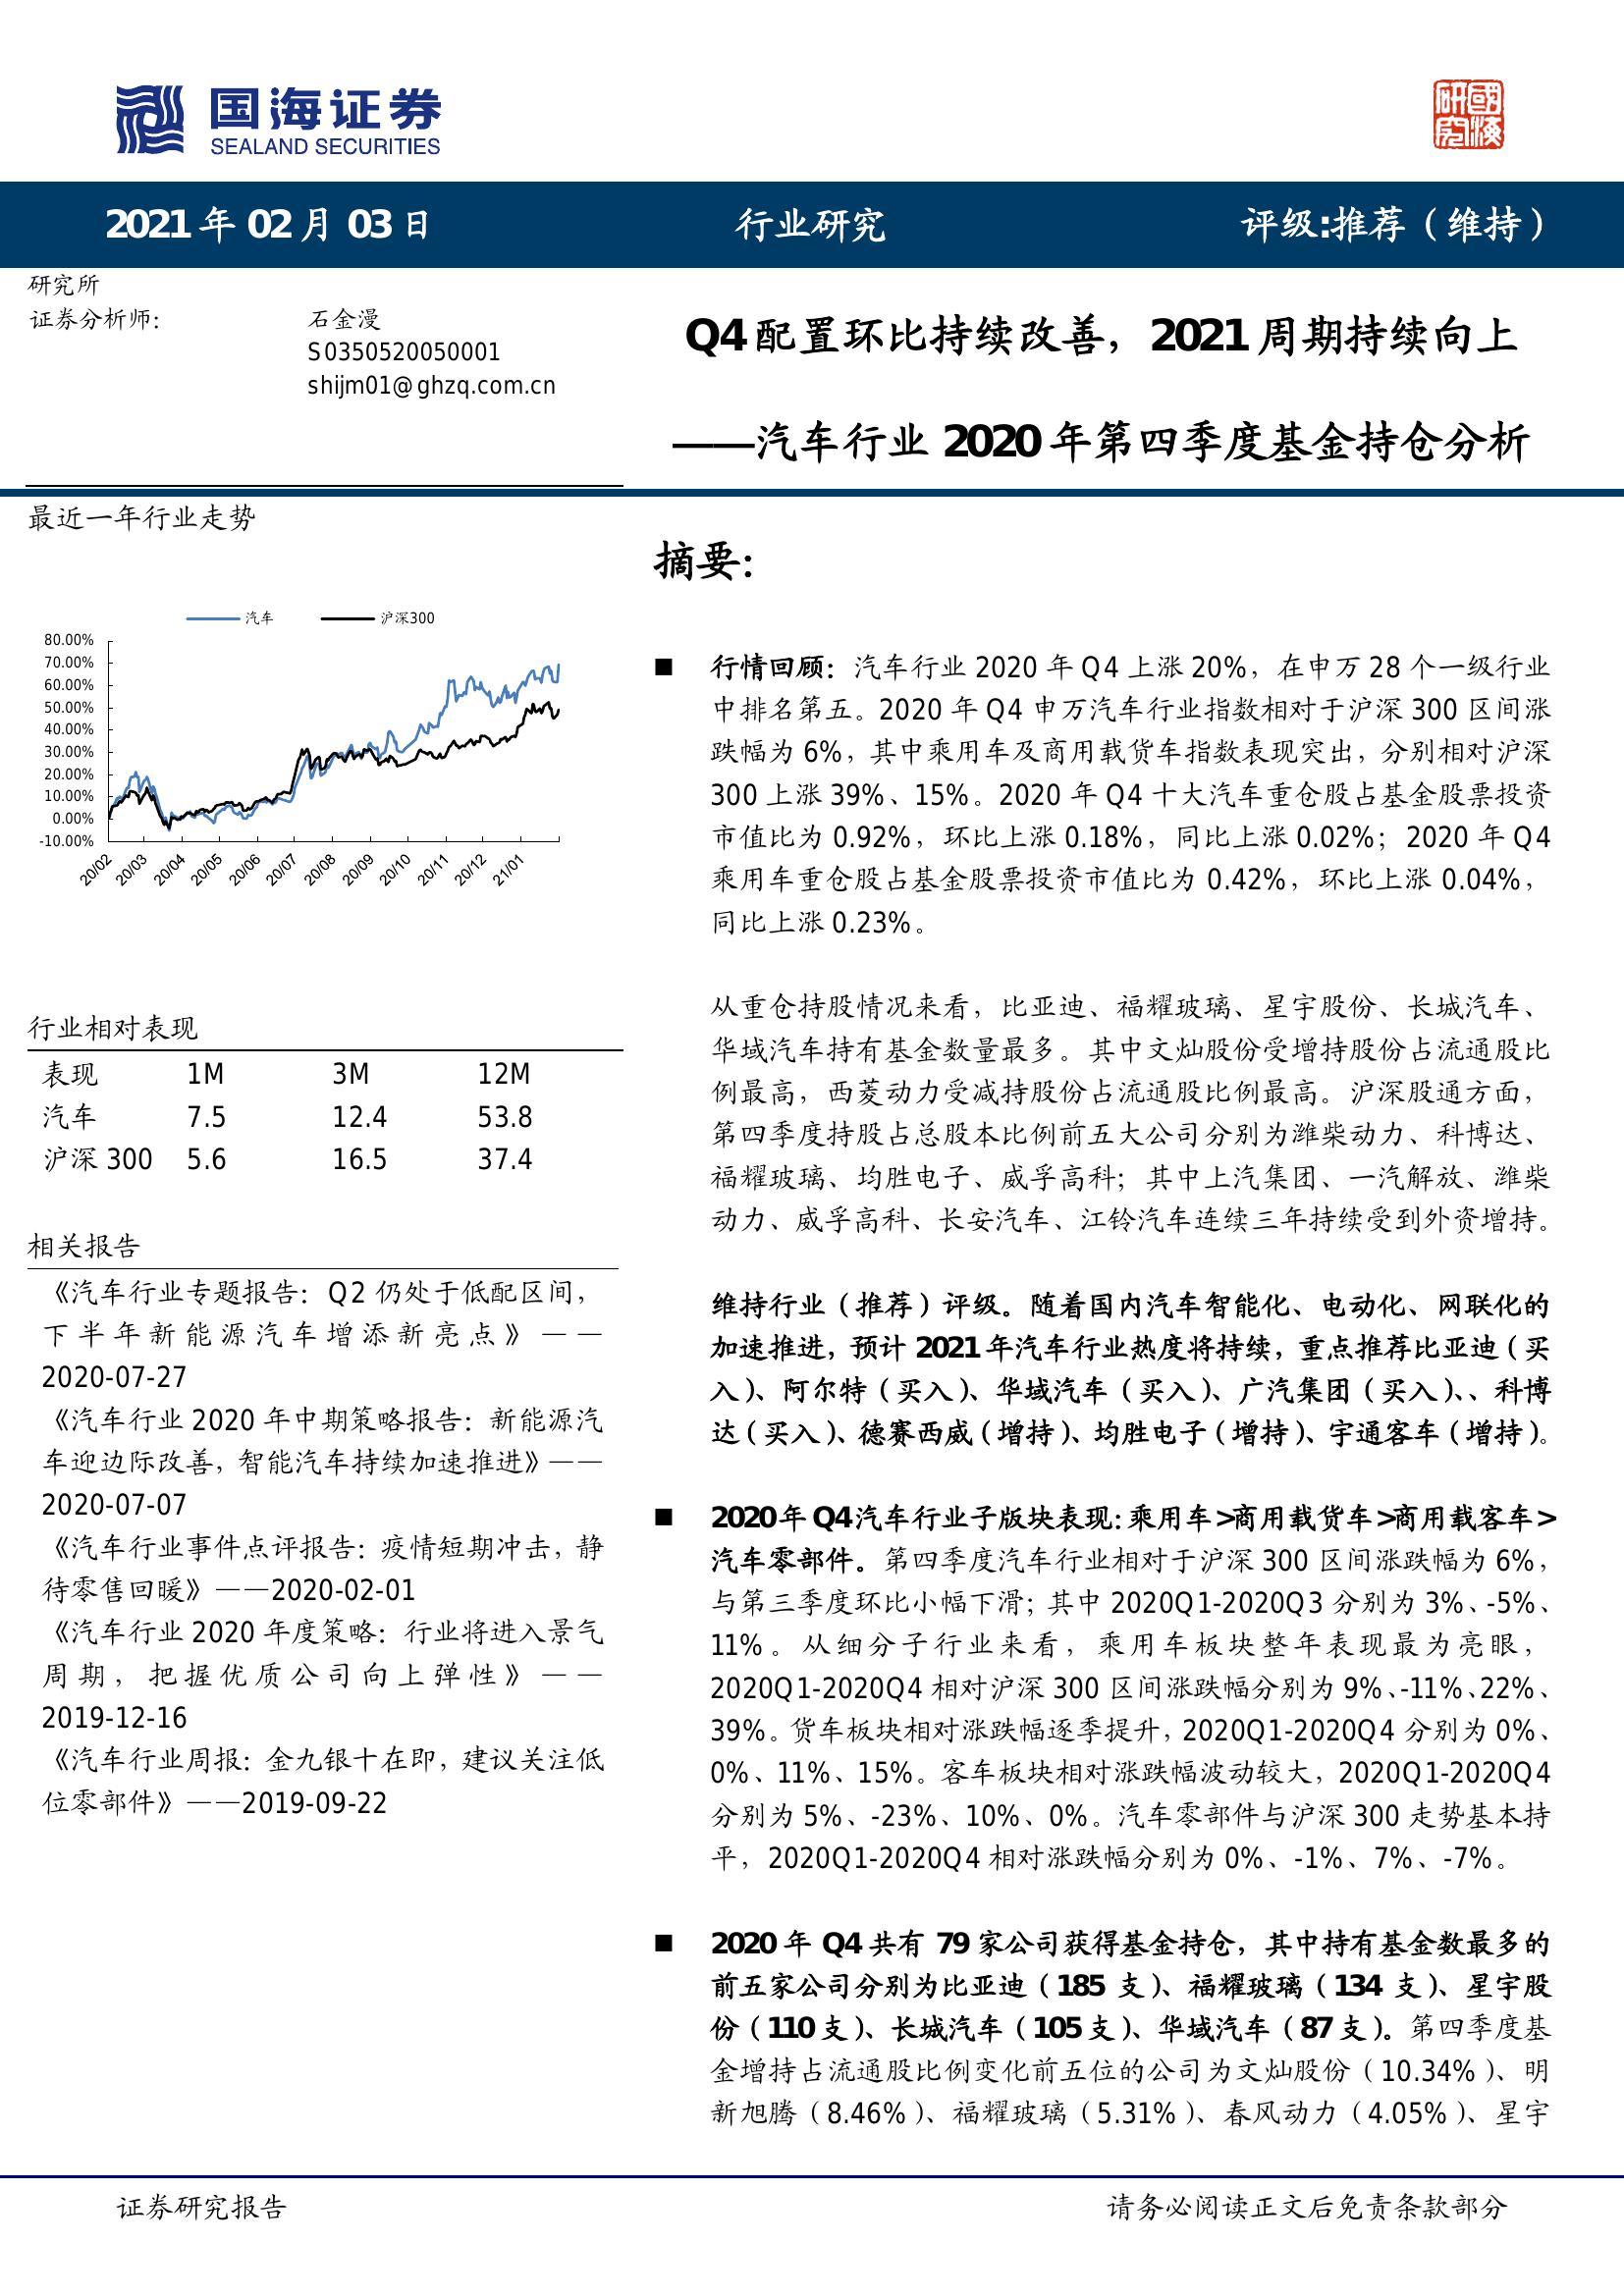 国海证券
SEALAND SECURITIES
國海研究
2021 年 02 月 03 日
行业研究
评级:推荐（维持）
研究所
证券分析师：
石金漫
S0350520050001
shijm01@ghzq.com.cn
Q4 配置环比持续改善，2021 周期持续向上
——汽车行业 2020 年第四季度基金持仓分析
最近一年行业走势
汽车 沪深300
80.00%
70.00%
60.00%
50.00%
40.00%
30.00%
20.00%
10.00%
0.00%
-10.00%
20/02 20/03 20/04 20/05 20/06 20/07 20/08 20/09 20/10 20/11 20/12 21/01
行业相对表现
表现 1M 3M 12M
汽车 7.5 12.4 53.8
沪深 300 5.6 16.5 37.4
相关报告
《汽车行业专题报告：Q2 仍处于低配区间，
下半年新能源汽车增添新亮点》——
2020-07-27
《汽车行业 2020 年中期策略报告：新能源汽
车迎边际改善，智能汽车持续加速推进》——
2020-07-07
《汽车行业事件点评报告：疫情短期冲击，静
待零售回暖》——2020-02-01
《汽车行业 2020 年度策略：行业将进入景气
周期，把握优质公司向上弹性》——
2019-12-16
《汽车行业周报：金九银十在即，建议关注低
位零部件》——2019-09-22
摘要：
■ 行情回顾：汽车行业 2020 年 Q4 上涨 20%，在申万 28 个一级行业
中排名第五。2020 年 Q4 申万汽车行业指数相对于沪深 300 区间涨
跌幅为 6%，其中乘用车及商用载货车指数表现突出，分别相对沪深
300 上涨 39%、15%。2020 年 Q4 十大汽车重仓股占基金股票投资
市值比为 0.92%，环比上涨 0.18%，同比上涨 0.02%；2020 年 Q4
乘用车重仓股占基金股票投资市值比为 0.42%，环比上涨 0.04%，
同比上涨 0.23%。
从重仓持股情况来看，比亚迪、福耀玻璃、星宇股份、长城汽车、
华域汽车持有基金数量最多。其中文灿股份受增持股份占流通股比
例最高，西菱动力受减持股份占流通股比例最高。沪深股通方面，
第四季度持股占总股本比例前五大公司分别为潍柴动力、科博达、
福耀玻璃、均胜电子、威孚高科；其中上汽集团、一汽解放、潍柴
动力、威孚高科、长安汽车、江铃汽车连续三年持续受到外资增持。
维持行业（推荐）评级。随着国内汽车智能化、电动化、网联化的
加速推进，预计 2021 年汽车行业热度将持续，重点推荐比亚迪（买
入）、阿尔特（买入）、华域汽车（买入）、广汽集团（买入）、、科博
达（买入）、德赛西威（增持）、均胜电子（增持）、宇通客车（增持）。
■ 2020 年 Q4 汽车行业子版块表现：乘用车>商用载货车>商用载客车>
汽车零部件。第四季度汽车行业相对于沪深 300 区间涨跌幅为 6%，
与第三季度环比小幅下滑；其中 2020Q1-2020Q3 分别为 3%、-5%、
11%。从细分子行业来看，乘用车板块整年表现最为亮眼，
2020Q1-2020Q4 相对沪深 300 区间涨跌幅分别为 9%、-11%、22%、
39%。货车板块相对涨跌幅逐季提升，2020Q1-2020Q4 分别为 0%、
0%、11%、15%。客车板块相对涨跌幅波动较大，2020Q1-2020Q4
分别为 5%、-23%、10%、0%。汽车零部件与沪深 300 走势基本持
平，2020Q1-2020Q4 相对涨跌幅分别为 0%、-1%、7%、-7%。
■ 2020 年 Q4 共有 79 家公司获得基金持仓，其中持有基金数最多的
前五家公司分别为比亚迪（185 支）、福耀玻璃（134 支）、星宇股
份（110 支）、长城汽车（105 支）、华域汽车（87 支）。第四季度基
金增持占流通股比例变化前五位的公司为文灿股份（10.34%）、明
新旭腾（8.46%）、福耀玻璃（5.31%）、春风动力（4.05%）、星宇
证券研究报告
请务必阅读正文后免责条款部分